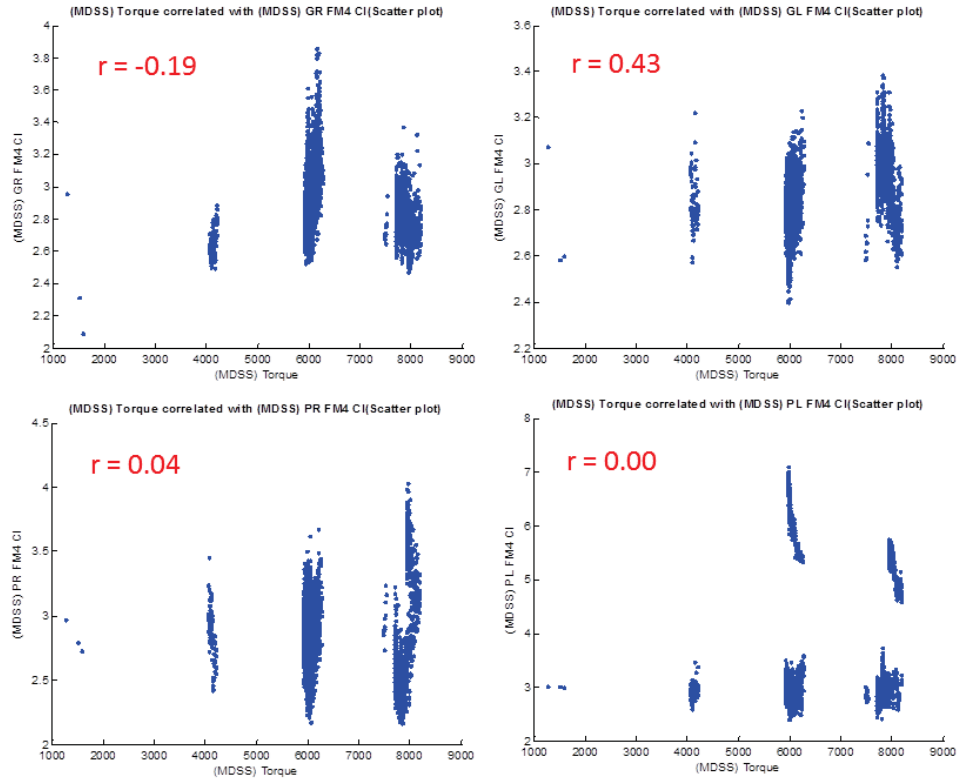 (MDSS) Torque correlated with (MDSS) GR FM4 CI(Scatter plot)
4
3.8
3.6
3.4
3.2
3
2.8
2.6
2.4
2.2
2
(MDSS) GR FM4 CI
r = -0.19
1000 2000 3000 4000 5000 6000 7000 8000 9000
(MDSS) Torque
(MDSS) Torque correlated with (MDSS) GL FM4 CI(Scatter plot)
3.6
3.4
3.2
3
2.8
2.6
2.4
2.2
(MDSS) GL FM4 CI
r = 0.43
1000 2000 3000 4000 5000 6000 7000 8000 9000
(MDSS) Torque
(MDSS) Torque correlated with (MDSS) PR FM4 CI(Scatter plot)
4.5
4
3.5
3
2.5
2
(MDSS) PR FM4 CI
r = 0.04
1000 2000 3000 4000 5000 6000 7000 8000 9000
(MDSS) Torque
(MDSS) Torque correlated with (MDSS) PL FM4 CI(Scatter plot)
8
7
6
5
4
3
2
(MDSS) PL FM4 CI
r = 0.00
1000 2000 3000 4000 5000 6000 7000 8000 9000
(MDSS) Torque